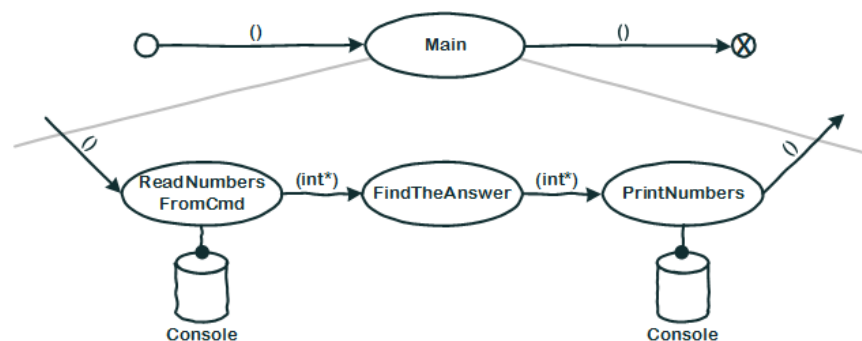 ()
Main
()
()
ReadNumbers
FromCmd
(int*)
FindTheAnswer
(int*)
PrintNumbers
()
Console
Console